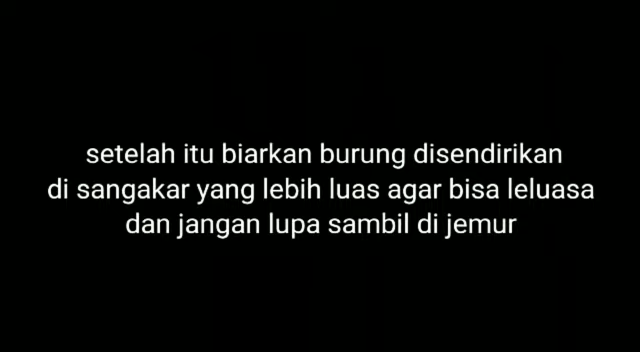 setelah itu biarkan burung disendirikan
di sangakar yang lebih luas agar bisa leluasa
dan jangan lupa sambil di jemur